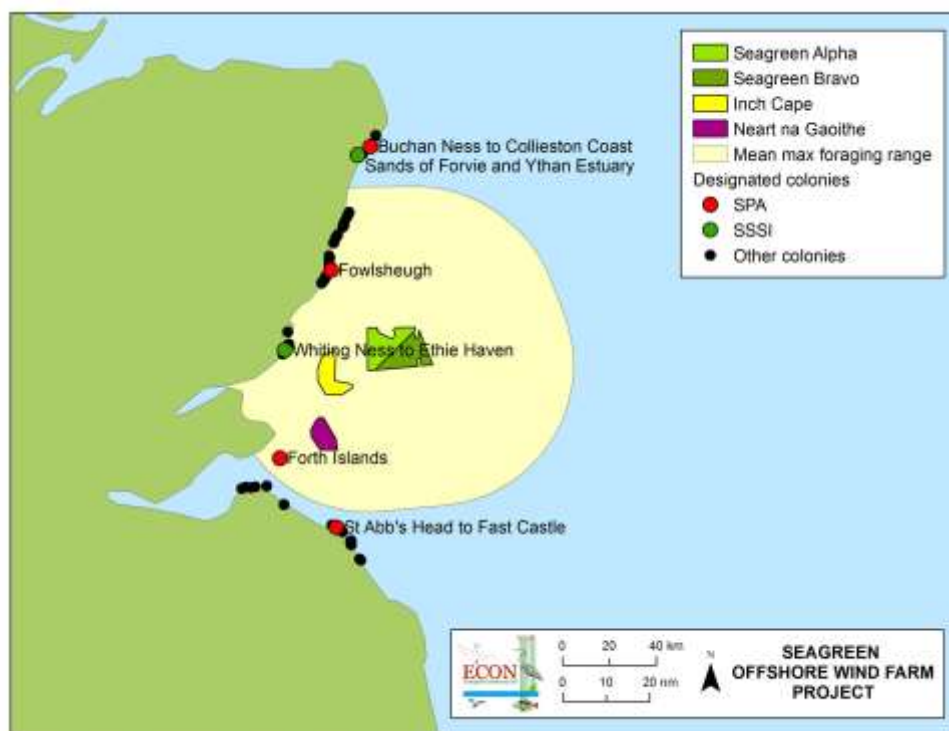 Seagreen Alpha
Seagreen Bravo
Inch Cape
Neart na Gaoithe
Mean max foraging range
Designated colonies
SPA
SSSI
Other colonies
Buchan Ness to Collieston Coast
Sands of Forvie and Ythan Estuary
Fowlsheugh
Whiting Ness to Ethie Haven
Forth Islands
St Abb's Head to Fast Castle
ECON
0 20 40 km
0 10 20 nm
N
SEAGREEN
OFFSHORE WIND FARM
PROJECT